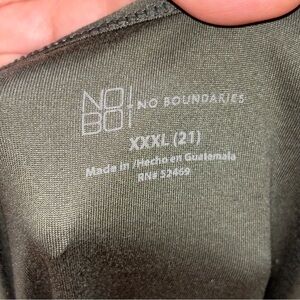 NO
BO
NO BOUNDARIES
XXXL (21)
Made in /Hecho en Guatemala
RN# 52469